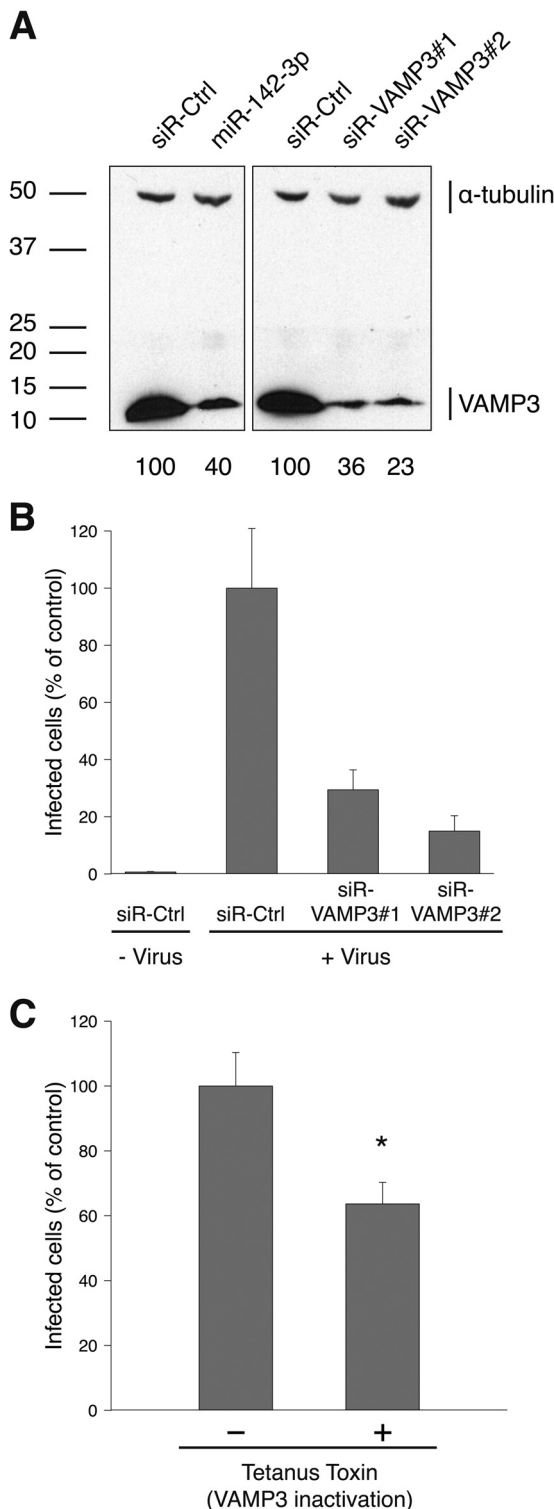 A
siR-Ctrl
miR-142-3p
siR-Ctrl
siR-VAMP3#1
siR-VAMP3#2
50
α-tubulin
37
25
20
15
VAMP3
10
100 40 100 36 23
B
120
100
80
60
40
20
0
Infected cells (% of control)
siR-Ctrl siR-Ctrl siR-VAMP3#1 siR-VAMP3#2
- Virus + Virus
C
120
100
80
60
40
20
0
Infected cells (% of control)
*
− +
Tetanus Toxin
(VAMP3 inactivation)